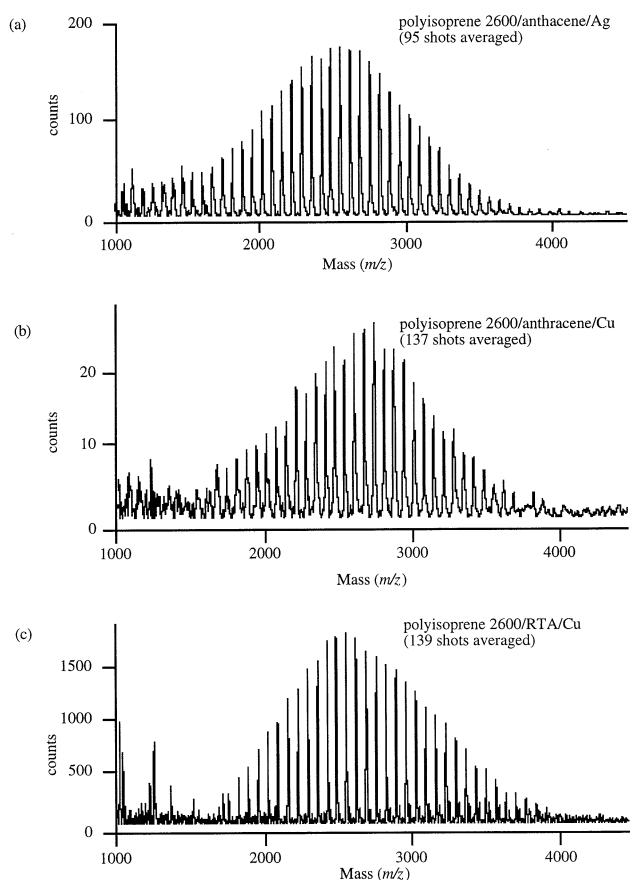 (a)
polyisoprene 2600/anthacene/Ag
(95 shots averaged)
200
100
0
counts
1000
2000
3000
4000
Mass (m/z)
(b)
polyisoprene 2600/anthracene/Cu
(137 shots averaged)
20
10
0
counts
1000
2000
3000
4000
Mass (m/z)
(c)
polyisoprene 2600/RTA/Cu
(139 shots averaged)
1500
1000
500
0
counts
1000
2000
3000
4000
Mass (m/z)